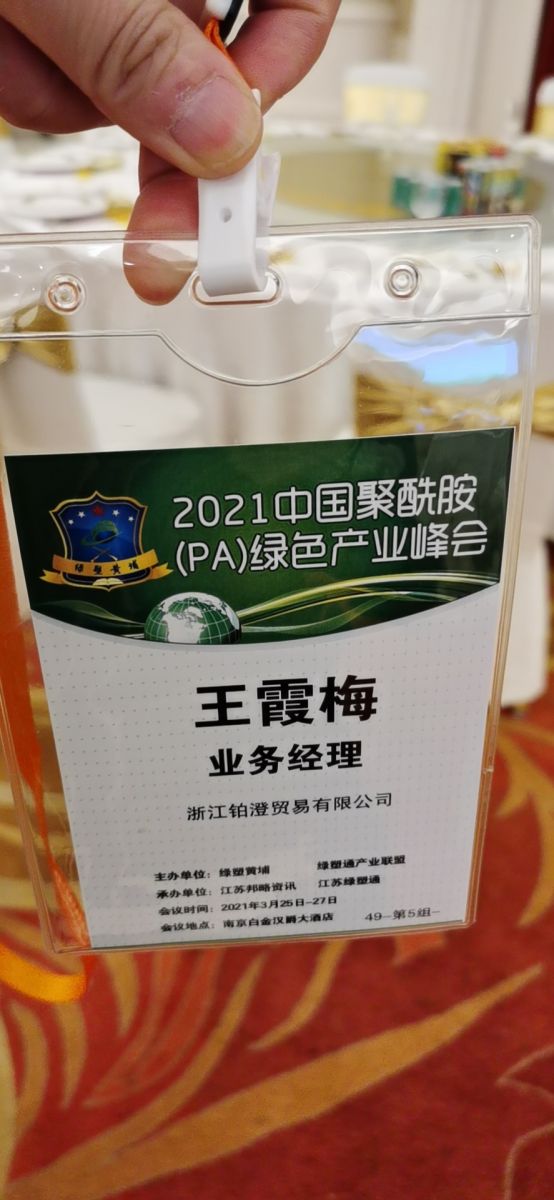 2021中国聚酰胺
(PA)绿色产业峰会
绿塑黄埔
王霞梅
业务经理
浙江铂澄贸易有限公司
主办单位：绿塑黄埔 绿塑通产业联盟
承办单位：江苏邦略资讯 江苏绿塑通
会议时间：2021年3月25日-27日
会议地点：南京白金汉爵大酒店 49-第5组-